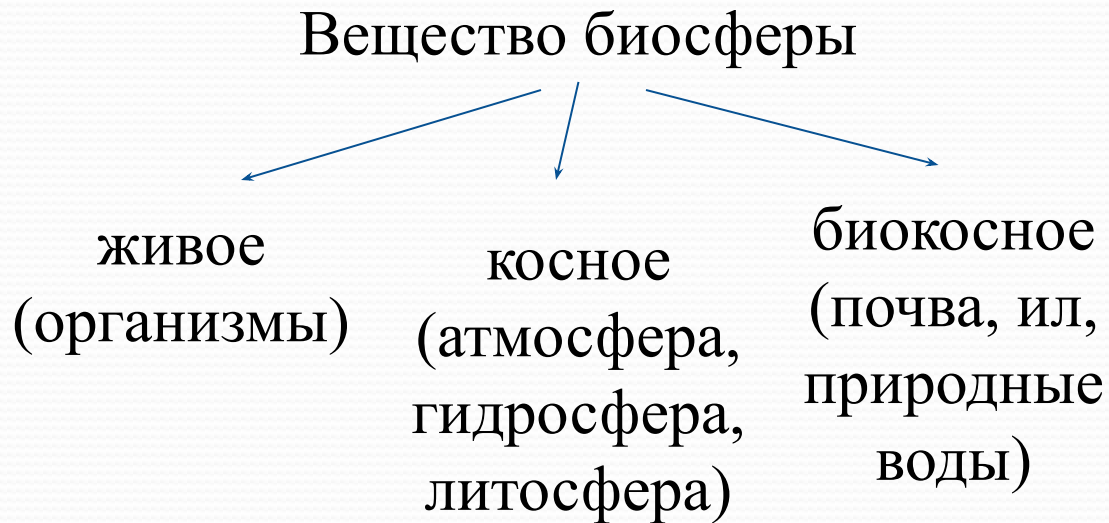 Вещество биосферы
живое
(организмы)
косное
(атмосфера,
гидросфера,
литосфера)
биокосное
(почва, ил,
природные
воды)